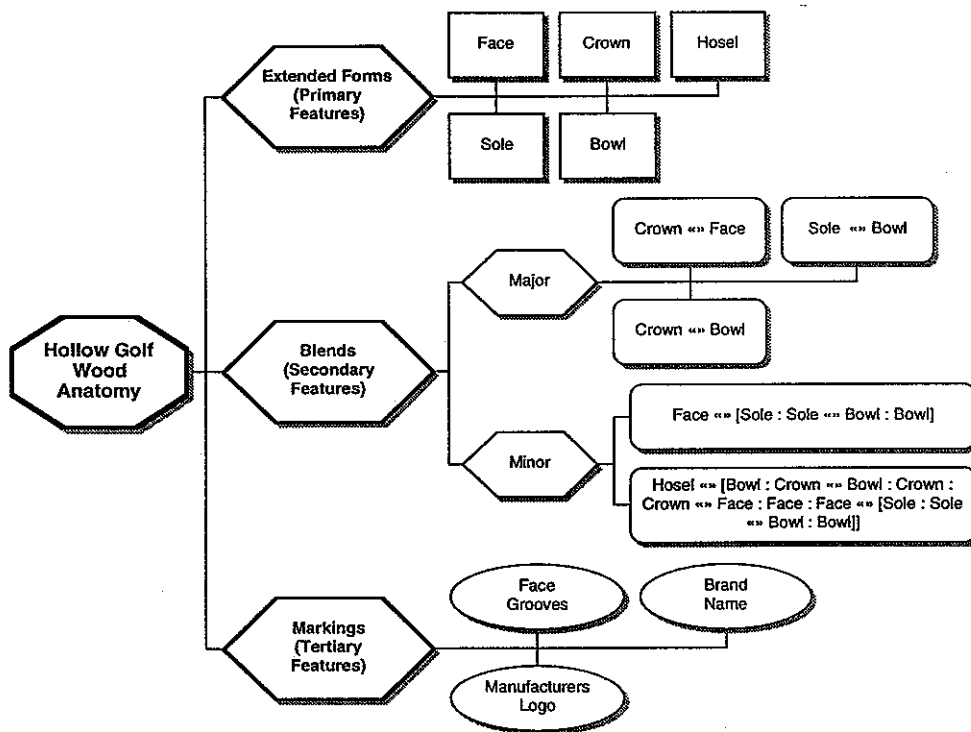 Face
Crown
Hosel
Extended Forms
(Primary
Features)
Sole
Bowl
Crown «» Face
Sole «» Bowl
Major
Crown «» Bowl
Hollow Golf
Wood
Anatomy
Blends
(Secondary
Features)
Face «» [Sole : Sole «» Bowl : Bowl]
Minor
Hosel «» [Bowl : Crown «» Bowl : Crown :
Crown «» Face : Face : Face «» [Sole : Sole
«» Bowl : Bowl]]
Face
Grooves
Brand
Name
Markings
(Tertiary
Features)
Manufacturers
Logo